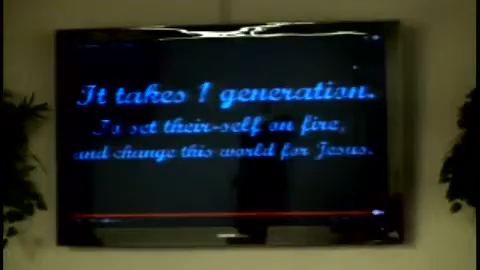 It takes 1 generation.
To set their-self on fire,
and change this world for Jesus.